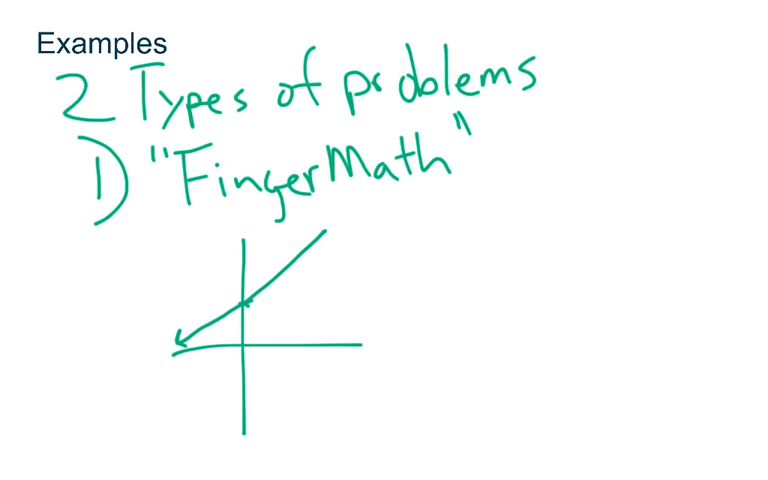 Examples
2 Types of problems
1) "FingerMath"